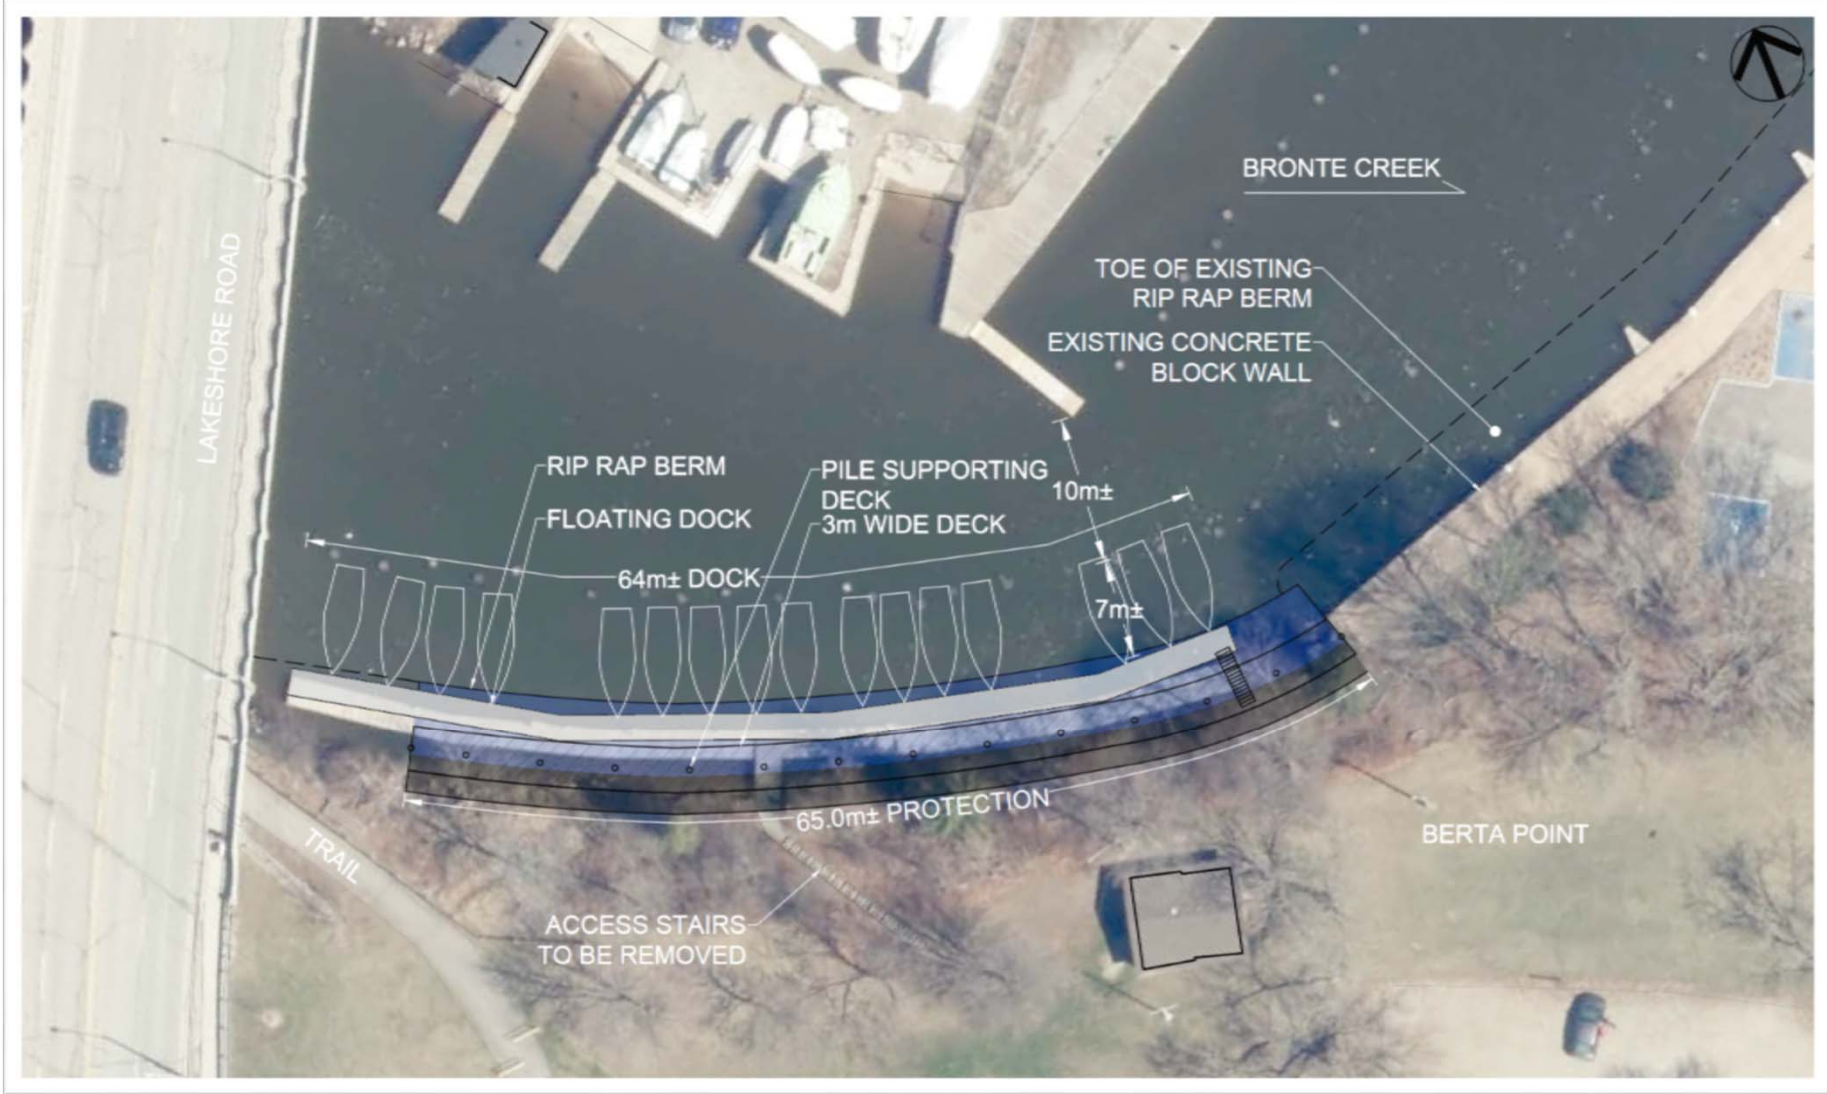 BRONTE CREEK
LAKESHORE ROAD
TOE OF EXISTING
RIP RAP BERM
EXISTING CONCRETE
BLOCK WALL
RIP RAP BERM
FLOATING DOCK
PILE SUPPORTING
DECK
3m WIDE DECK
10m±
64m± DOCK
7m±
65.0m± PROTECTION
TRAIL
BERTA POINT
ACCESS STAIRS
TO BE REMOVED